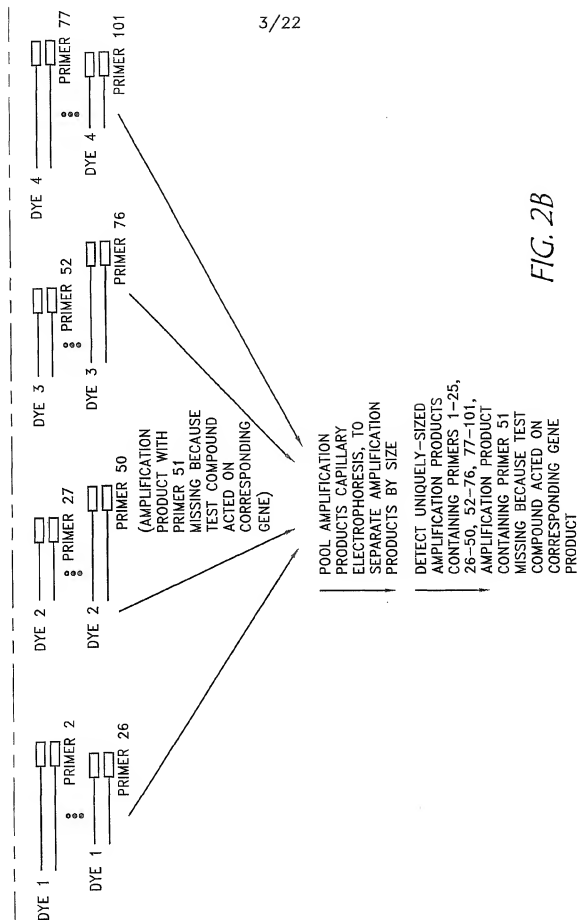 3/22
DYE 1
PRIMER 2
DYE 1
PRIMER 26
DYE 2
PRIMER 27
DYE 2
PRIMER 50
(AMPLIFICATION
PRODUCT WITH
PRIMER 51
MISSING BECAUSE
TEST COMPOUND
ACTED ON
CORRESPONDING
GENE)
DYE 3
PRIMER 52
DYE 3
PRIMER 76
DYE 4
PRIMER 77
DYE 4
PRIMER 101
POOL AMPLIFICATION
PRODUCTS CAPILLARY
ELECTROPHORESIS, TO
SEPARATE AMPLIFICATION
PRODUCTS BY SIZE
DETECT UNIQUELY-SIZED
AMPLIFICATION PRODUCTS
CONTAINING PRIMERS 1-25,
26-50, 52-76, 77-101,
AMPLIFICATION PRODUCT
CONTAINING PRIMER 51
MISSING BECAUSE TEST
COMPOUND ACTED ON
CORRESPONDING GENE
PRODUCT
FIG. 2B